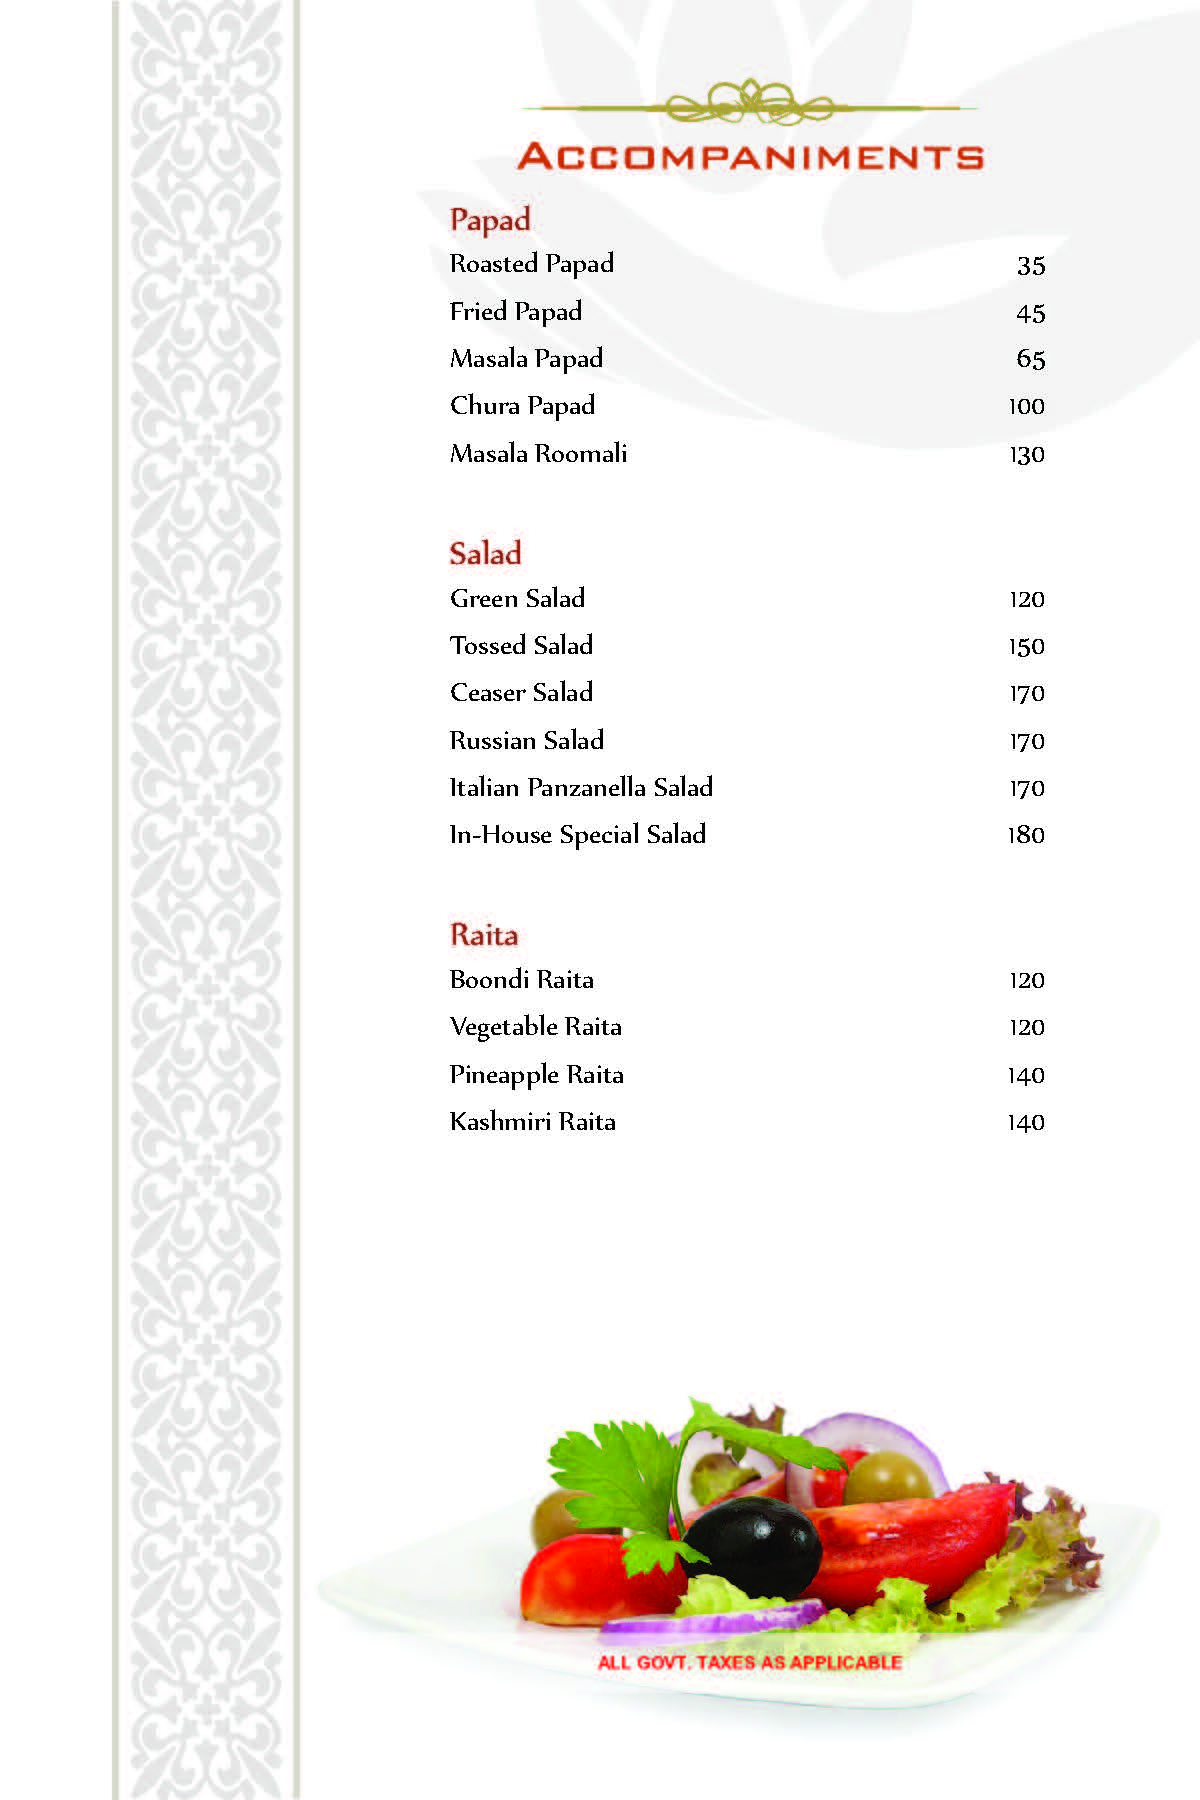 ACCOMPANIMENTS
Papad
Roasted Papad 35
Fried Papad 45
Masala Papad 65
Chura Papad 100
Masala Roomali 130
Salad
Green Salad 120
Tossed Salad 150
Ceaser Salad 170
Russian Salad 170
Italian Panzanella Salad 170
In-House Special Salad 180
Raita
Boondi Raita 120
Vegetable Raita 120
Pineapple Raita 140
Kashmiri Raita 140
ALL GOVT. TAXES AS APPLICABLE